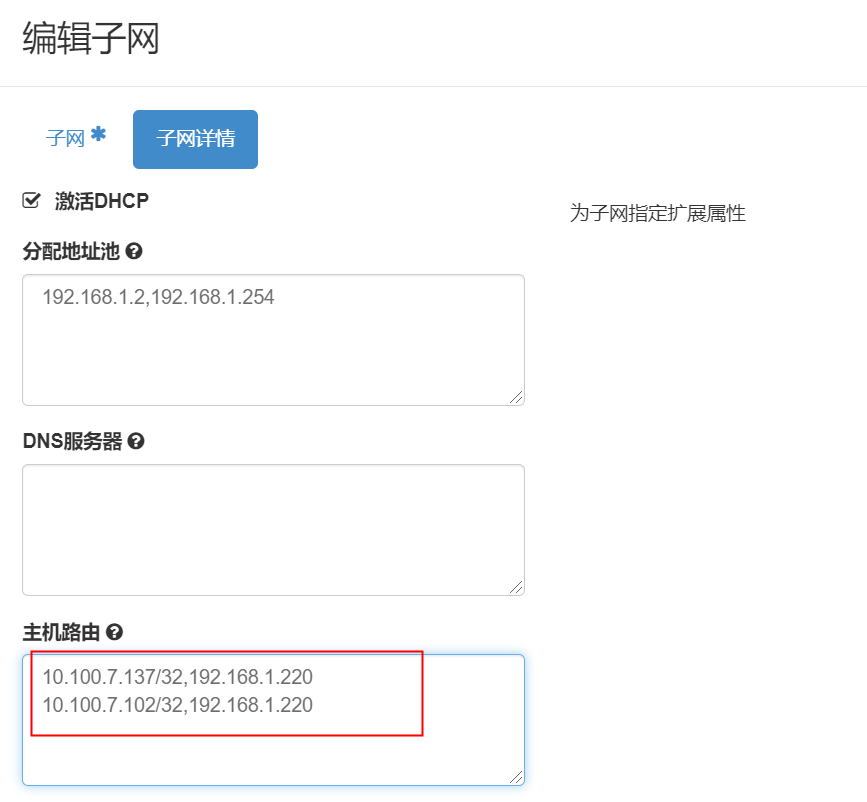 编辑子网
子网 * 子网详情
激活DHCP
为子网指定扩展属性
分配地址池
192.168.1.2,192.168.1.254
DNS服务器
主机路由
10.100.7.137/32,192.168.1.220
10.100.7.102/32,192.168.1.220